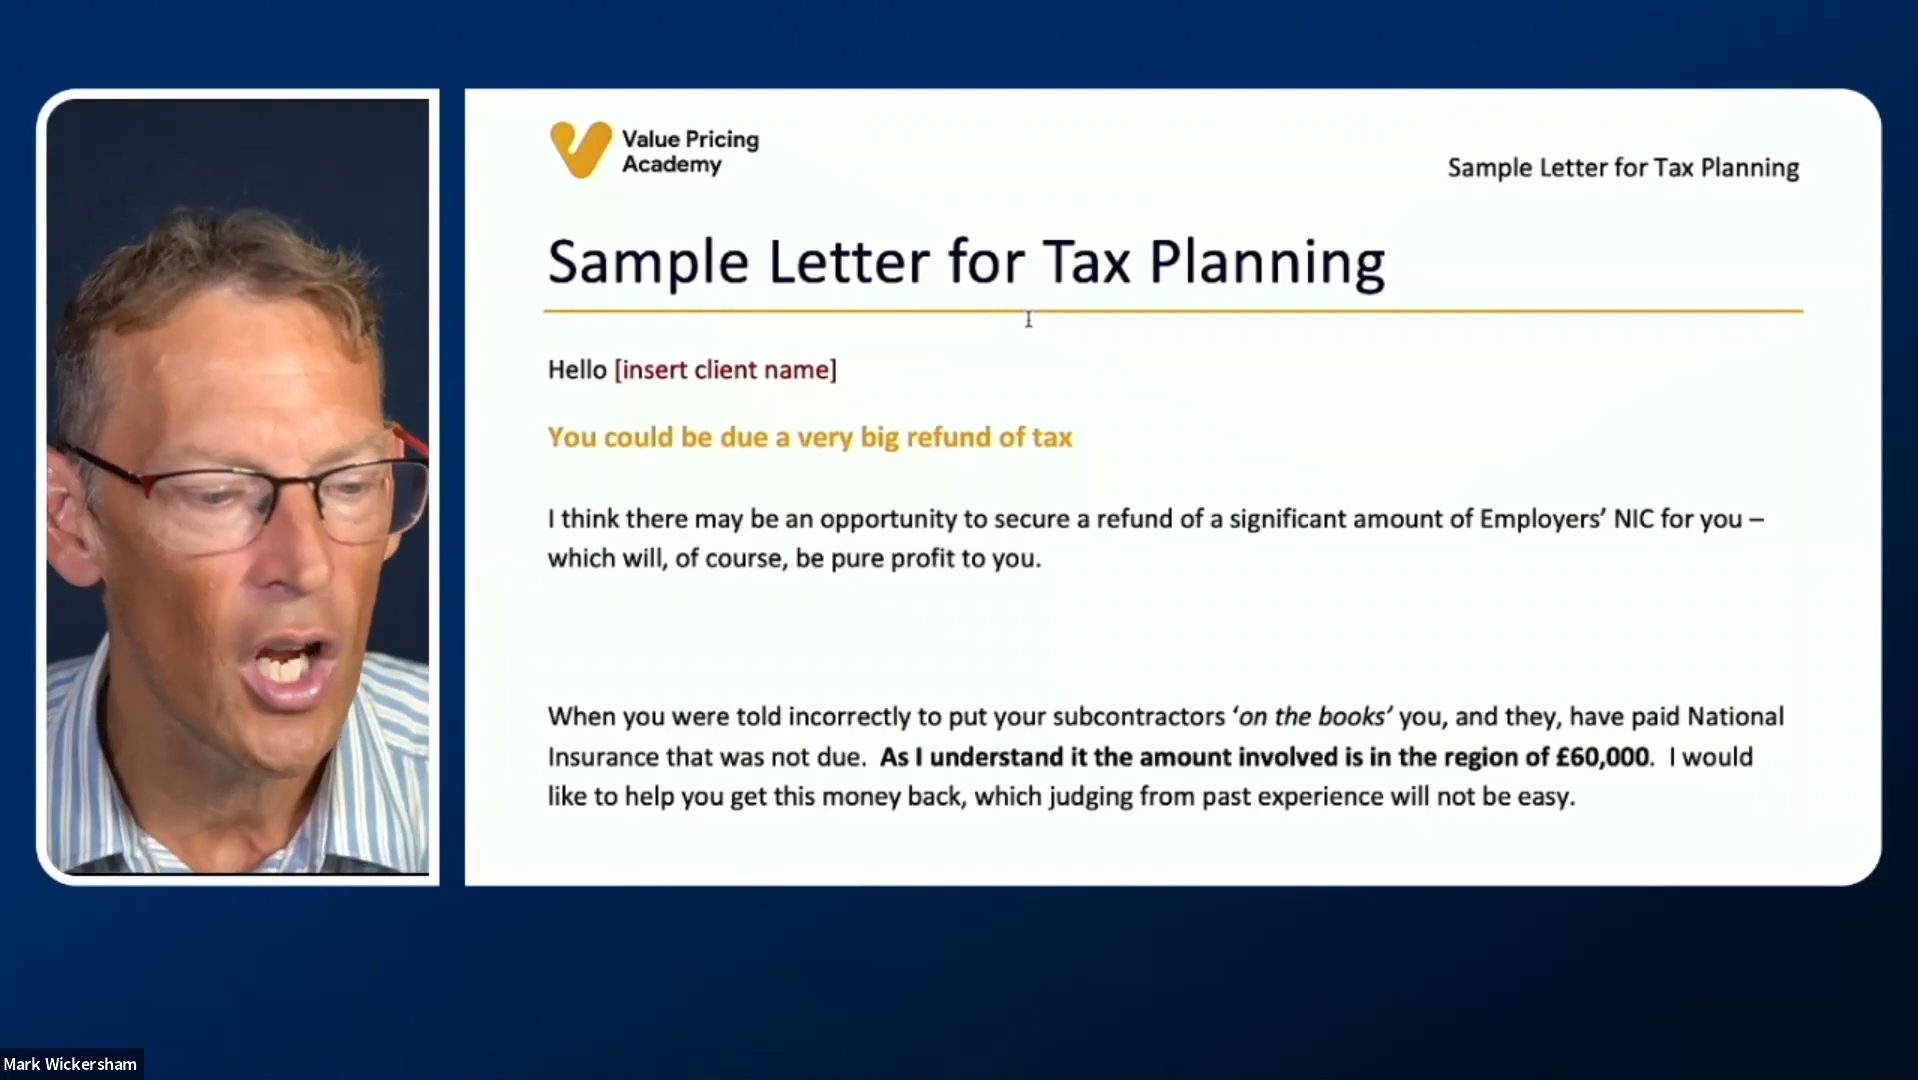 Value Pricing
Academy
Sample Letter for Tax Planning
Sample Letter for Tax Planning
Hello [insert client name]
You could be due a very big refund of tax
I think there may be an opportunity to secure a refund of a significant amount of Employers’ NIC for you –
which will, of course, be pure profit to you.
When you were told incorrectly to put your subcontractors ‘on the books’ you, and they, have paid National
Insurance that was not due.  As I understand it the amount involved is in the region of £60,000.  I would
like to help you get this money back, which judging from past experience will not be easy.
Mark Wickersham